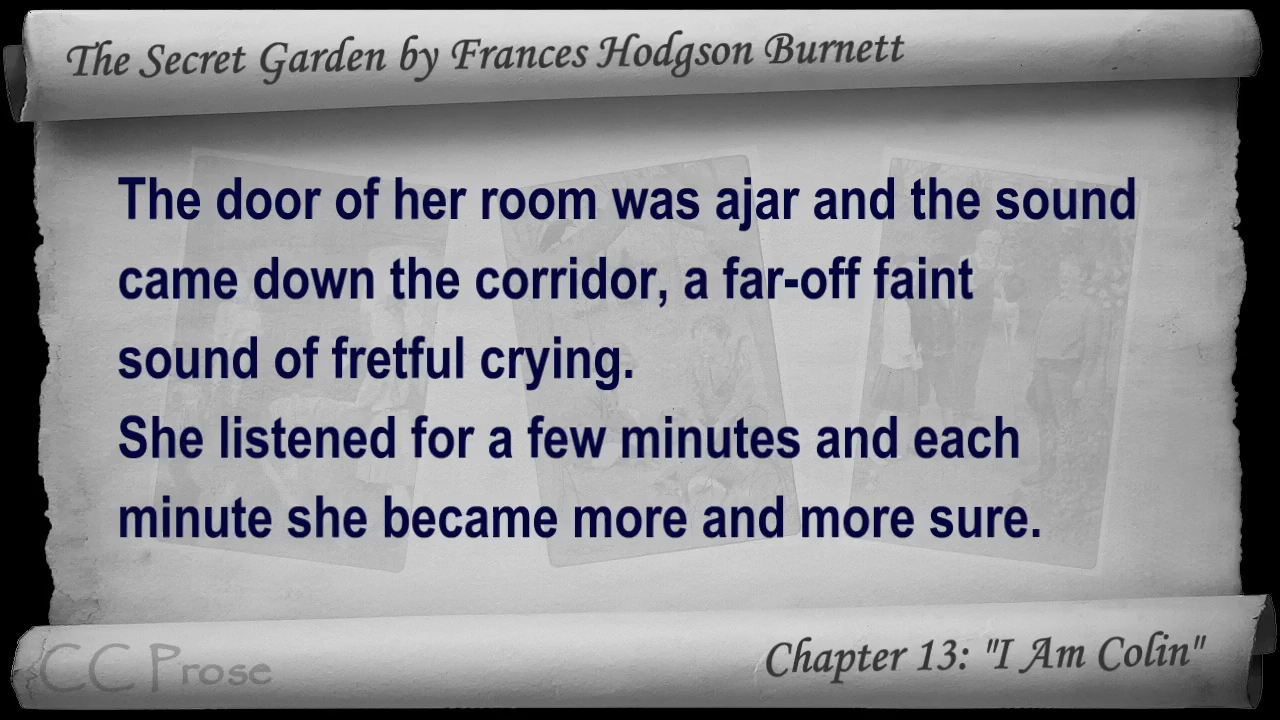 The Secret Garden by Frances Hodgson Burnett
The door of her room was ajar and the sound
came down the corridor, a far-off faint
sound of fretful crying.
She listened for a few minutes and each
minute she became more and more sure.
CC Prose
Chapter 13: "I Am Colin"